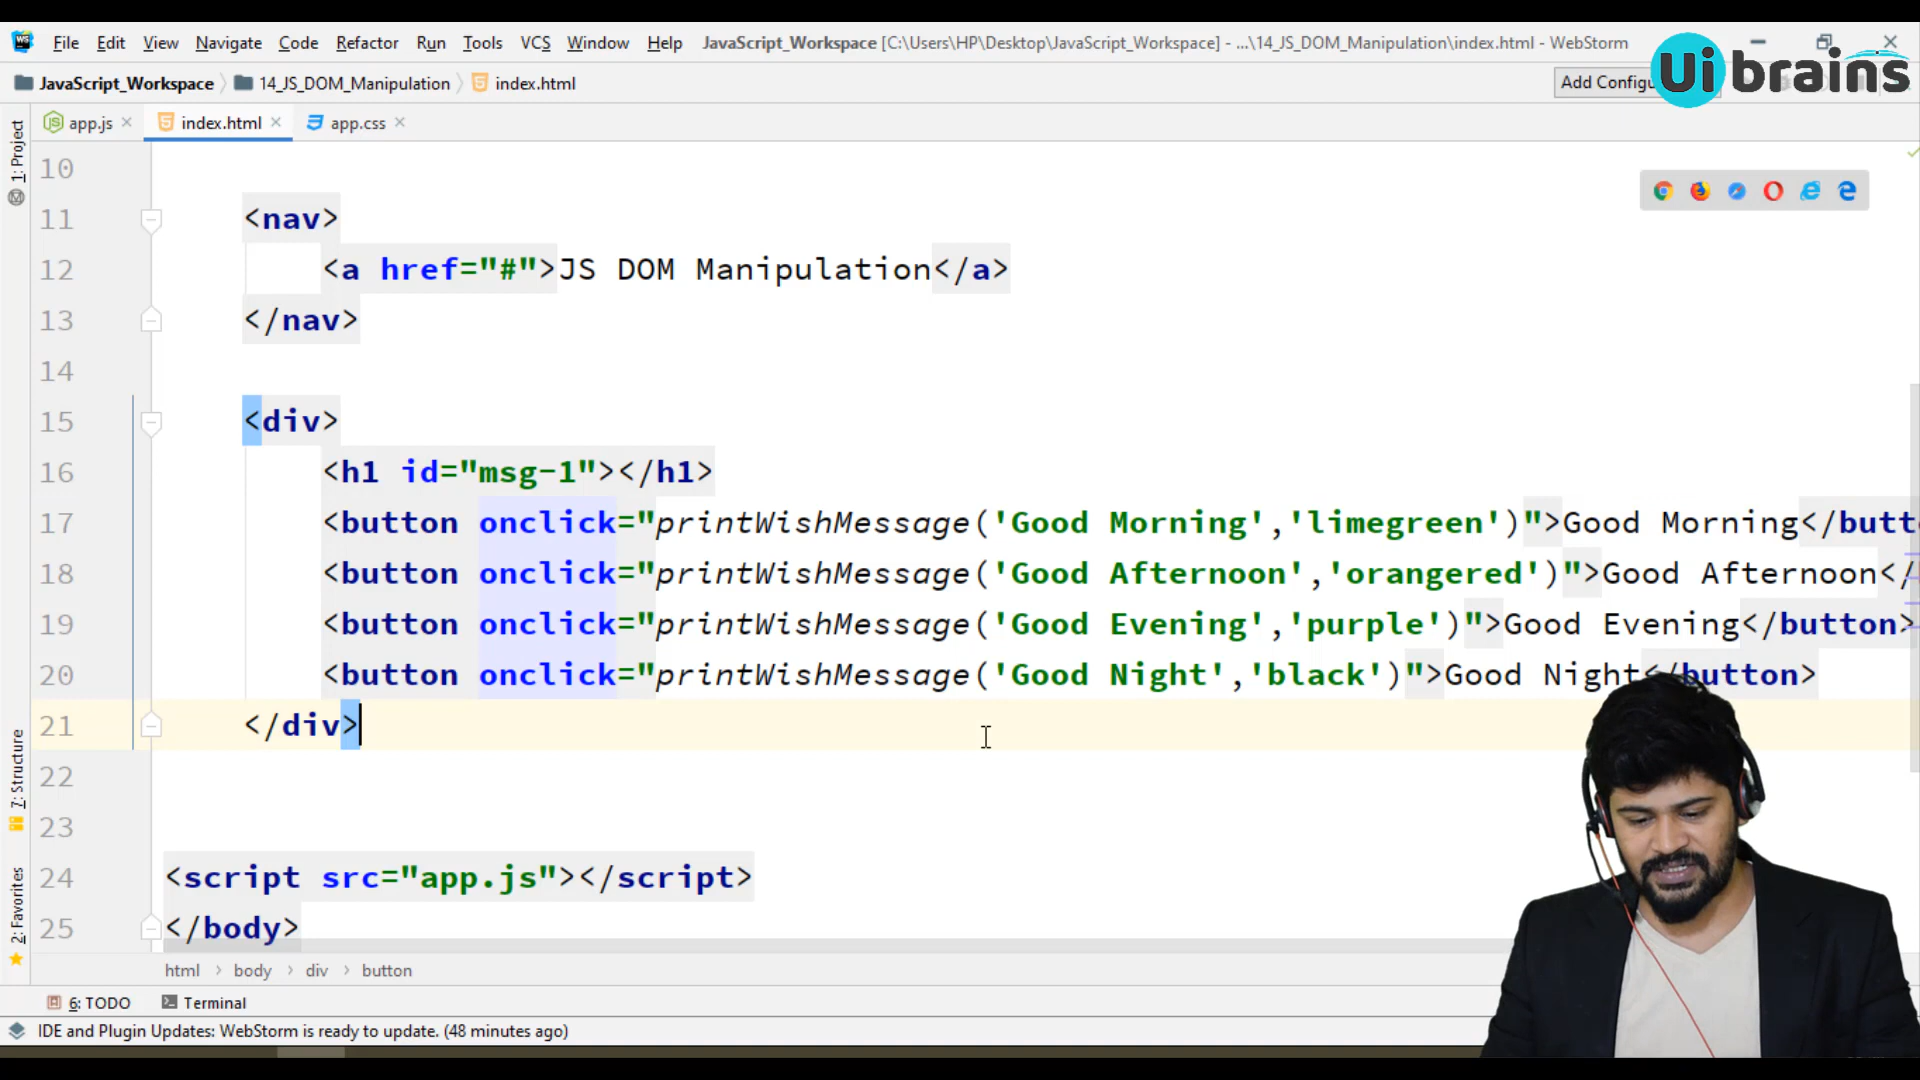 File Edit View Navigate Code Refactor Run Tools VCS Window Help JavaScript_Workspace [C:\Users\HP\Desktop\JavaScript_Workspace] - ...\14_JS_DOM_Manipulation\index.html - WebStorm
JavaScript_Workspace 14_JS_DOM_Manipulation index.html Add Configu
Ui brains
app.js index.html app.css
1: Project
7: Structure
2: Favorites
10
11 <nav>
12 <a href="#">JS DOM Manipulation</a>
13 </nav>
14
15 <div>
16 <h1 id="msg-1"></h1>
17 <button onclick="printWishMessage('Good Morning','limegreen')">Good Morning</butt
18 <button onclick="printWishMessage('Good Afternoon','orangered')">Good Afternoon</
19 <button onclick="printWishMessage('Good Evening','purple')">Good Evening</button>
20 <button onclick="printWishMessage('Good Night','black')">Good Night</button>
21 </div>
22
23
24 <script src="app.js"></script>
25 </body>
html body div button
6: TODO Terminal
IDE and Plugin Updates: WebStorm is ready to update. (48 minutes ago)